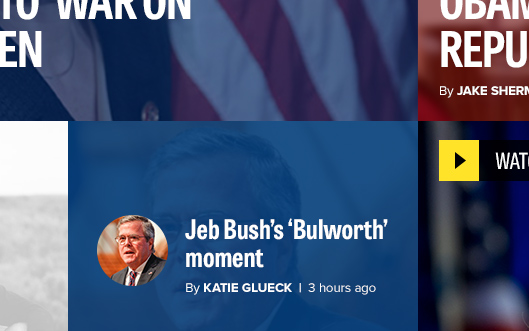 TO WAR ON
EN
OBAM
REPU
By JAKE SHERM
WATC
Jeb Bush's ‘Bulworth’
moment
By KATIE GLUECK | 3 hours ago